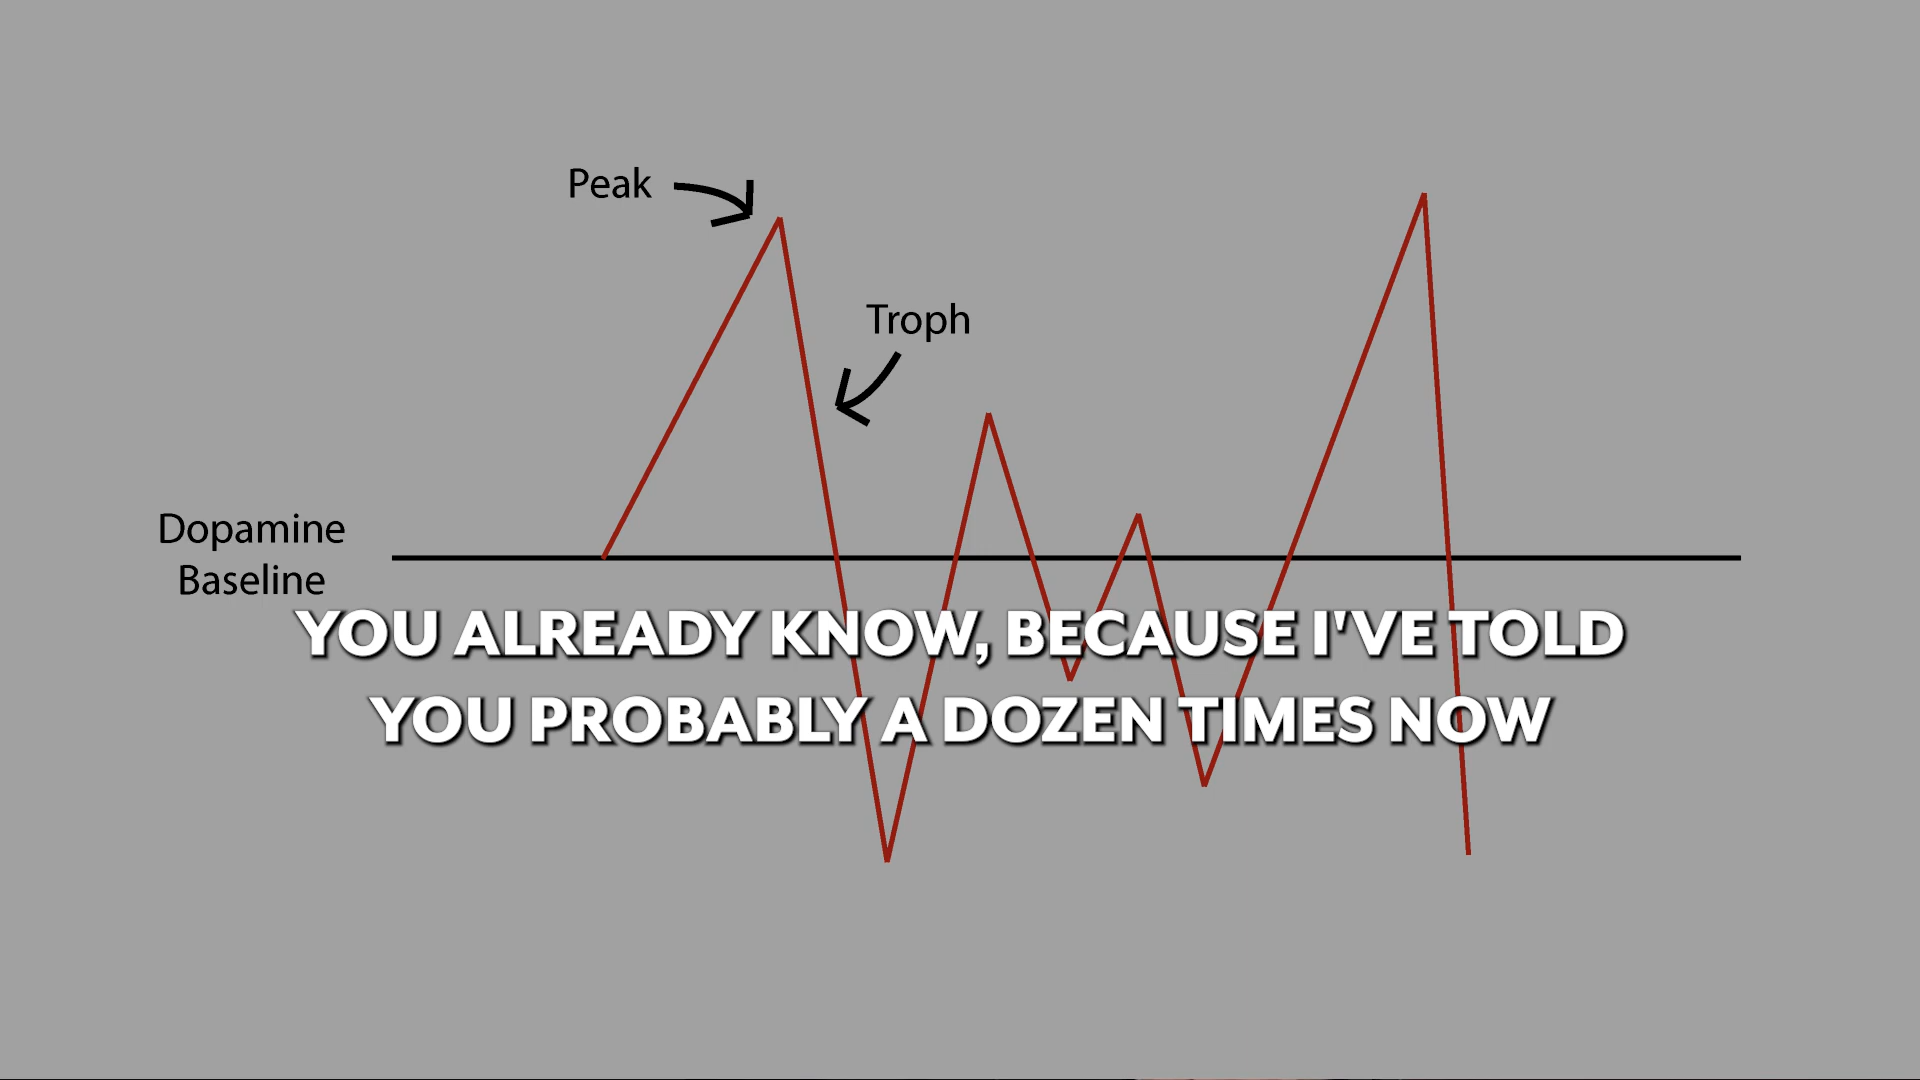 Peak
Troph
Dopamine
Baseline
YOU ALREADY KNOW, BECAUSE I'VE TOLD
YOU PROBABLY A DOZEN TIMES NOW